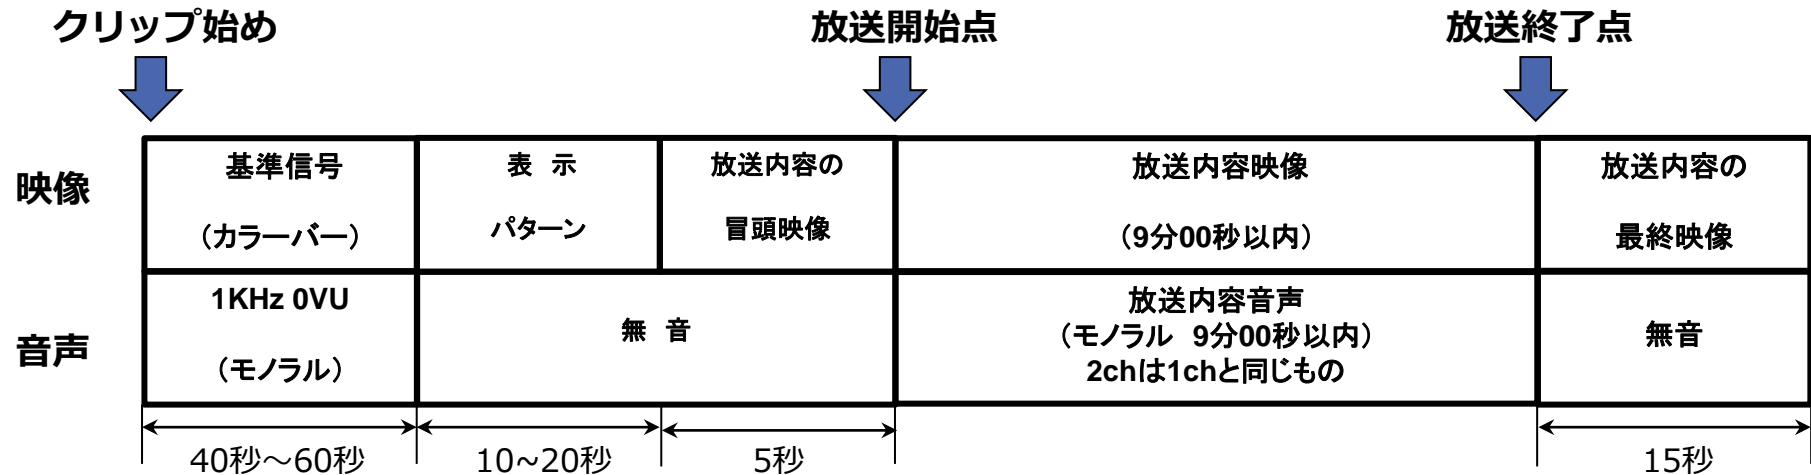 クリップ始め
放送開始点
放送終了点
映像
基準信号
(カラーバー)
表 示
パターン
放送内容の
冒頭映像
放送内容映像
(9分00秒以内)
放送内容の
最終映像
音声
1KHz 0VU
(モノラル)
無 音
放送内容音声
(モノラル 9分00秒以内)
2chは1chと同じもの
無音
40秒～60秒
10~20秒
5秒
15秒